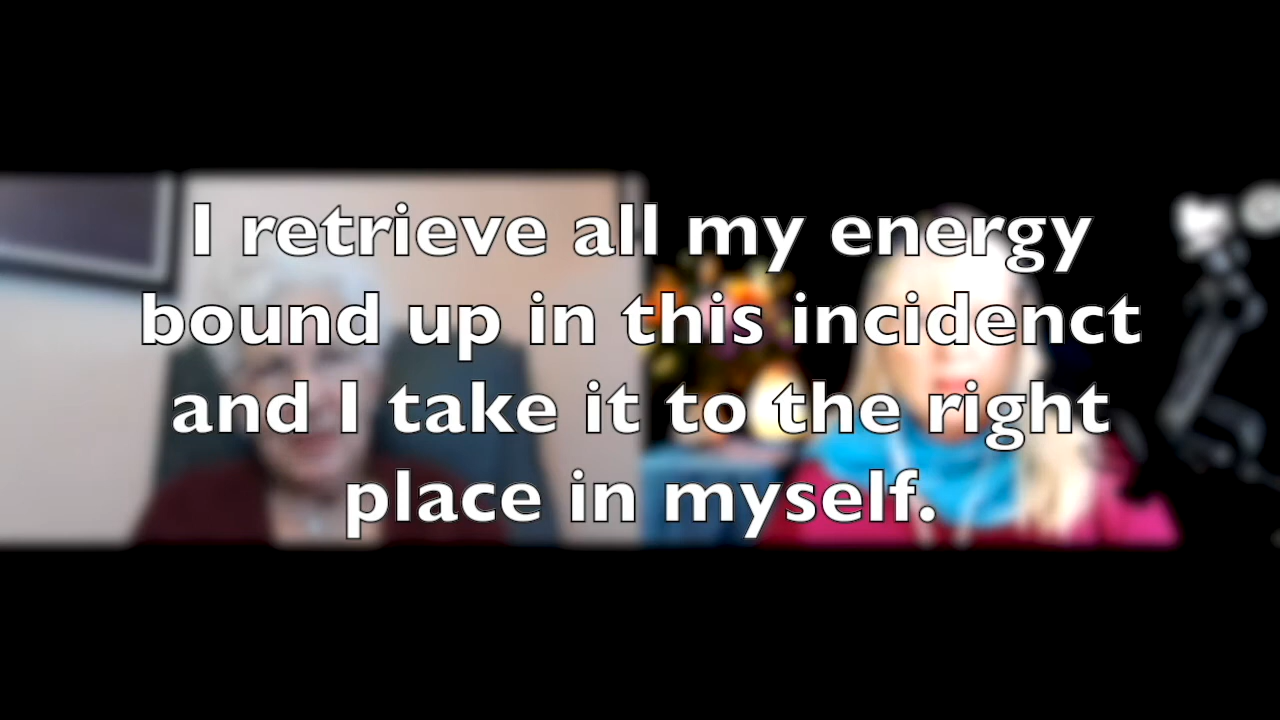 I retrieve all my energy
bound up in this incidenct
and I take it to the right
place in myself.